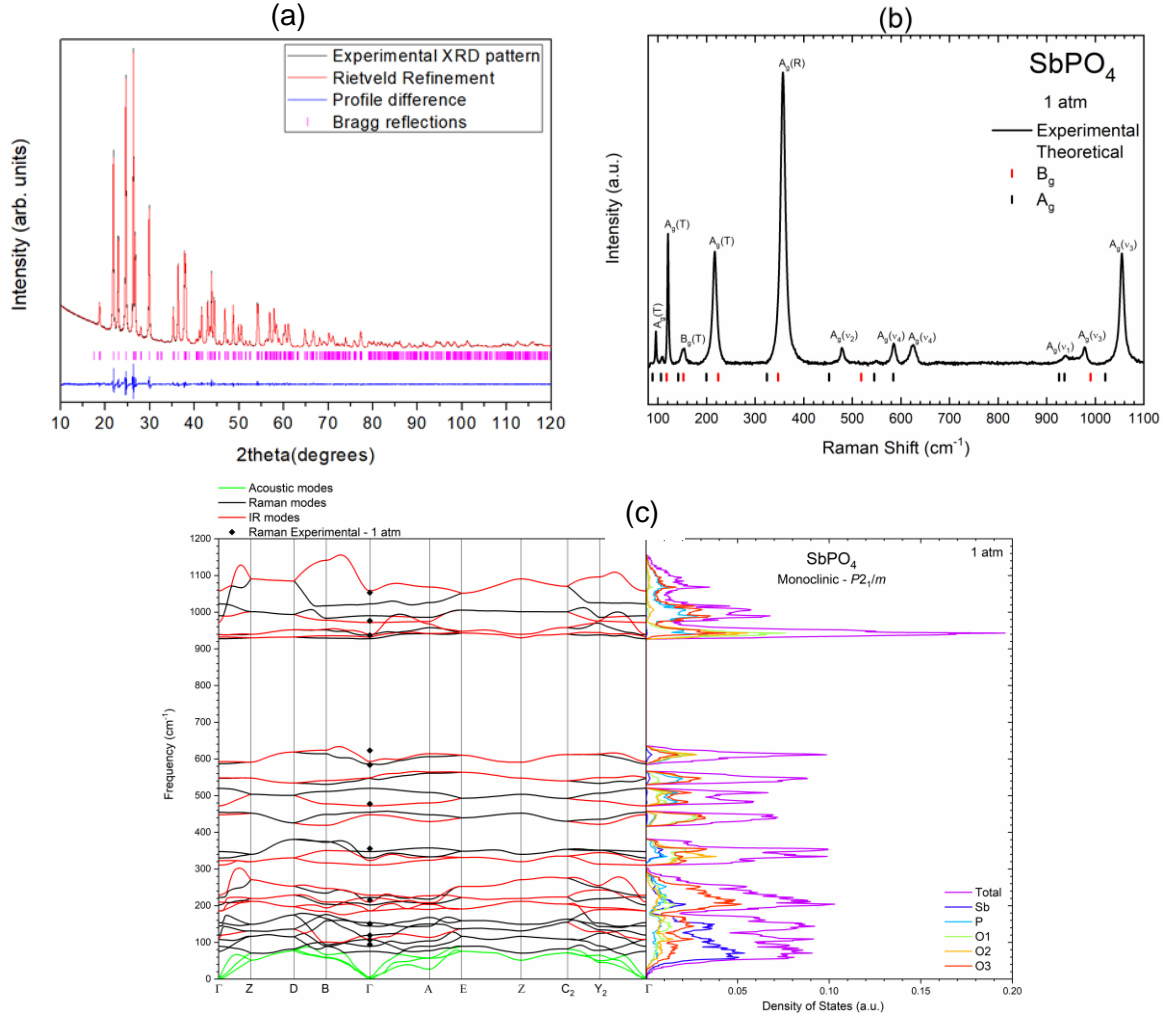 (a)
Experimental XRD pattern
Rietveld Refinement
Profile difference
Bragg reflections
Intensity (arb. units)
10 20 30 40 50 60 70 80 90 100 110 120
2theta(degrees)
(b)
SbPO4
1 atm
Experimental
Theoretical
Bg
Ag
Ag(T)
Ag(T)
Bg(T)
Ag(T)
Ag(R)
Ag(ν2)
Ag(ν4)
Ag(ν4)
Ag(ν1)
Ag(ν3)
Ag(ν3)
Intensity (a.u.)
100 200 300 400 500 600 700 800 900 1000 1100
Raman Shift (cm-1)
(c)
Acoustic modes
Raman modes
IR modes
Raman Experimental - 1 atm
SbPO4
Monoclinic - P21/m
1 atm
1200
1100
1000
900
800
700
600
500
400
300
200
100
0
Frequency (cm-1)
Γ Z D B Γ A E Z C2 Y2 Γ
0.05 0.10 0.15 0.20
Density of States (a.u.)
Total
Sb
P
O1
O2
O3